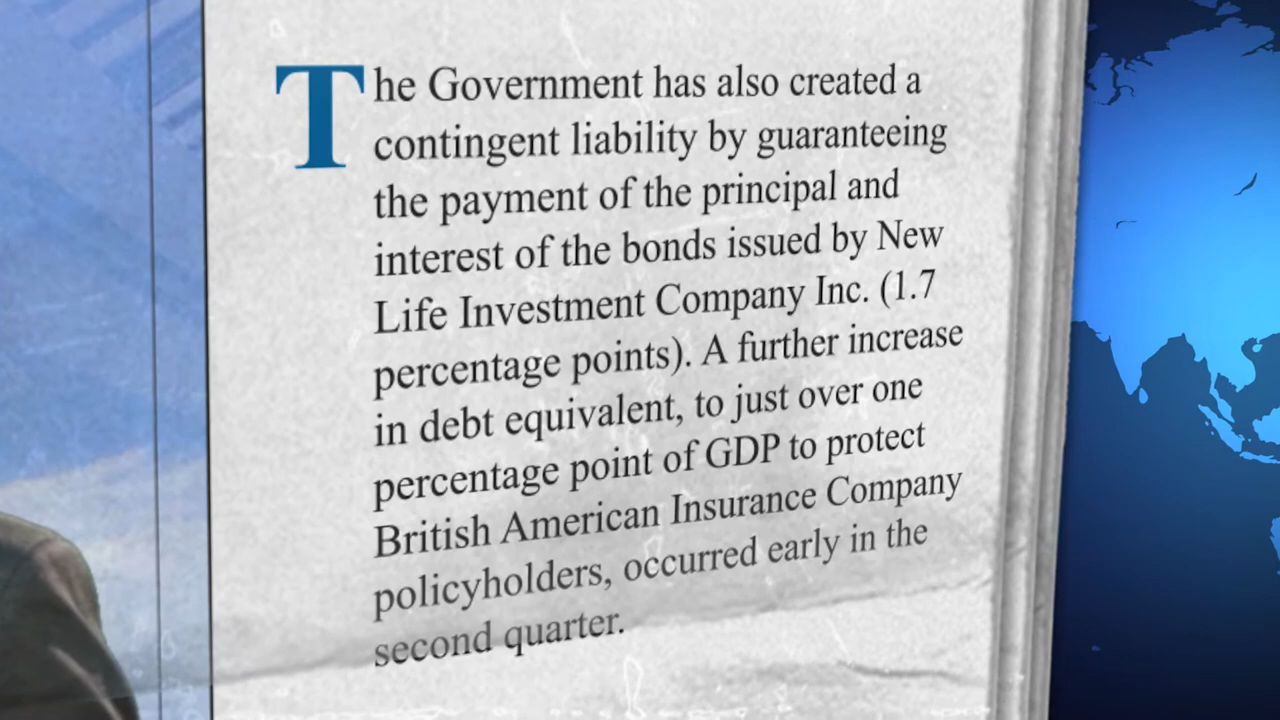 The Government has also created a
contingent liability by guaranteeing
the payment of the principal and
interest of the bonds issued by New
Life Investment Company Inc. (1.7
percentage points). A further increase
in debt equivalent, to just over one
percentage point of GDP to protect
British American Insurance Company
policyholders, occurred early in the
second quarter.